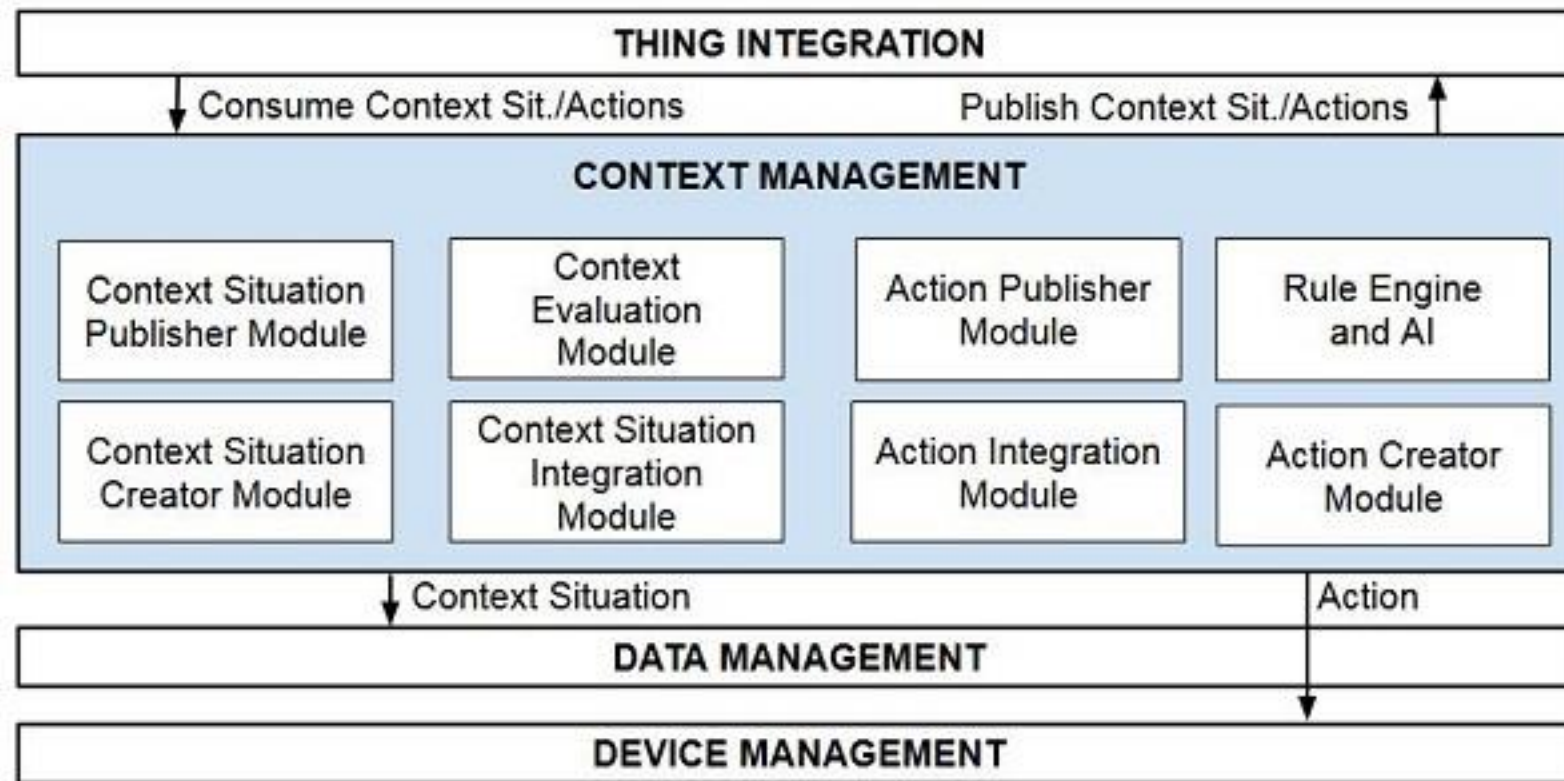 THING INTEGRATION
Consume Context Sit./Actions
Publish Context Sit./Actions
CONTEXT MANAGEMENT
Context Situation
Publisher Module
Context
Evaluation
Module
Action Publisher
Module
Rule Engine
and AI
Context Situation
Creator Module
Context Situation
Integration
Module
Action Integration
Module
Action Creator
Module
Context Situation
Action
DATA MANAGEMENT
DEVICE MANAGEMENT